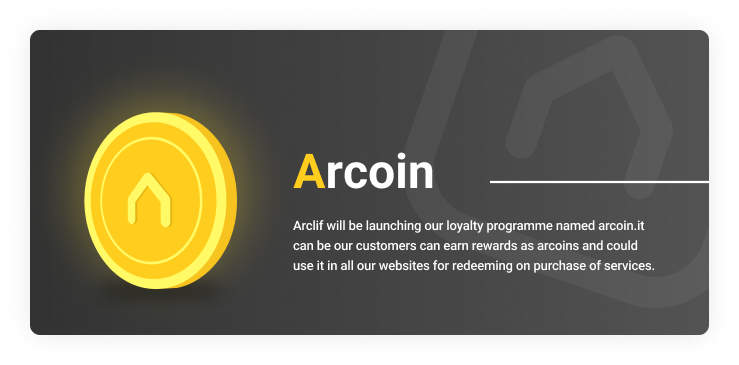 Arcoin
Arclif will be launching our loyalty programme named arcoin.it
can be our customers can earn rewards as arcoins and could
use it in all our websites for redeeming on purchase of services.